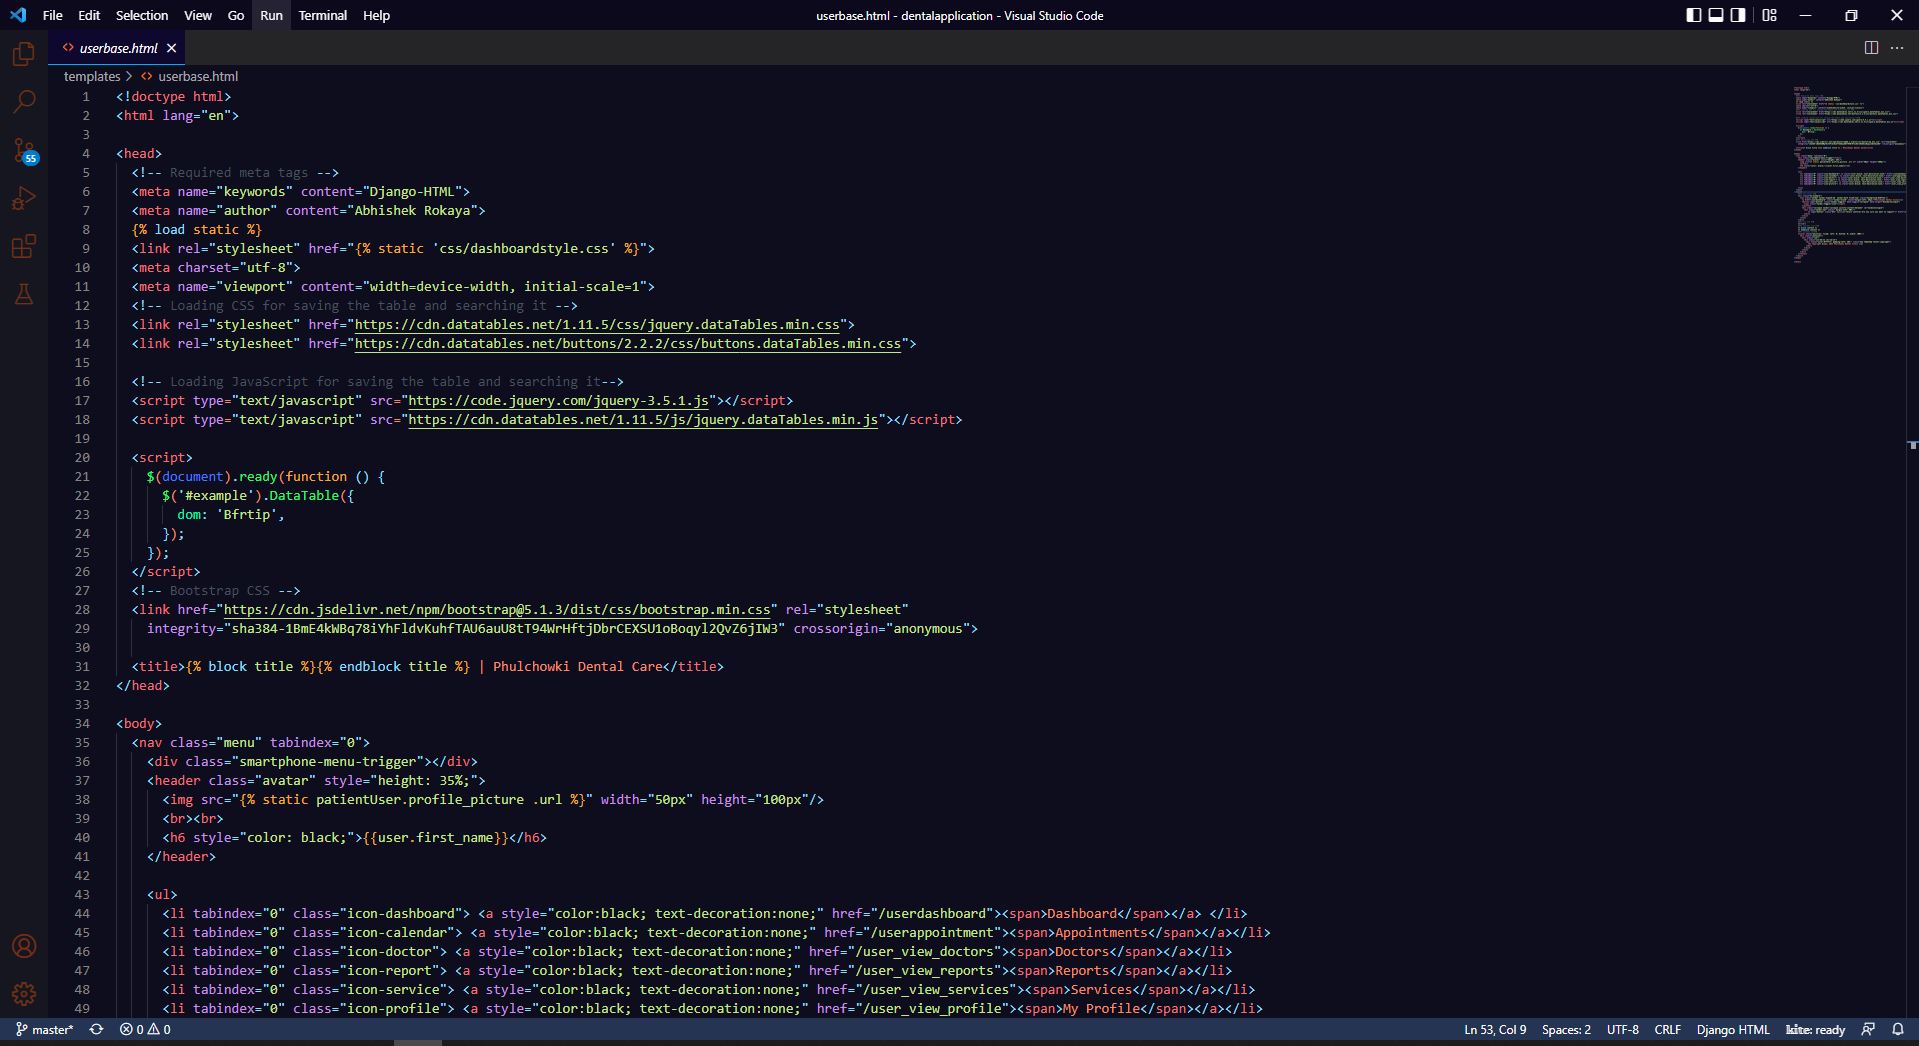 File Edit Selection View Go Run Terminal Help
userbase.html - dentalapplication - Visual Studio Code
userbase.html
templates > userbase.html
55
1 <!doctype html>
2 <html lang="en">
3
4 <head>
5 <!-- Required meta tags -->
6 <meta name="keywords" content="Django-HTML">
7 <meta name="author" content="Abhishek Rokaya">
8 {% load static %}
9 <link rel="stylesheet" href="{% static 'css/dashboardstyle.css' %}">
10 <meta charset="utf-8">
11 <meta name="viewport" content="width=device-width, initial-scale=1">
12 <!-- Loading CSS for saving the table and searching it -->
13 <link rel="stylesheet" href="https://cdn.datatables.net/1.11.5/css/jquery.dataTables.min.css">
14 <link rel="stylesheet" href="https://cdn.datatables.net/buttons/2.2.2/css/buttons.dataTables.min.css">
15
16 <!-- Loading JavaScript for saving the table and searching it-->
17 <script type="text/javascript" src="https://code.jquery.com/jquery-3.5.1.js"></script>
18 <script type="text/javascript" src="https://cdn.datatables.net/1.11.5/js/jquery.dataTables.min.js"></script>
19
20 <script>
21 $(document).ready(function () {
22 $('#example').DataTable({
23 dom: 'Bfrtip',
24 });
25 });
26 </script>
27 <!-- Bootstrap CSS -->
28 <link href="https://cdn.jsdelivr.net/npm/bootstrap@5.1.3/dist/css/bootstrap.min.css" rel="stylesheet"
29 integrity="sha384-1BmE4kWBq78iYhFldvKuhfTAU6auU8tT94WrHftjDbrCEXSU1oBoqyl2QvZ6jIW3" crossorigin="anonymous">
30
31 <title>{% block title %}{% endblock title %} | Phulchowki Dental Care</title>
32 </head>
33
34 <body>
35 <nav class="menu" tabindex="0">
36 <div class="smartphone-menu-trigger"></div>
37 <header class="avatar" style="height: 35%;">
38 <img src="{% static patientUser.profile_picture .url %}" width="50px" height="100px"/>
39 <br><br>
40 <h6 style="color: black;">{{user.first_name}}</h6>
41 </header>
42
43 <ul>
44 <li tabindex="0" class="icon-dashboard"> <a style="color:black; text-decoration:none;" href="/userdashboard"><span>Dashboard</span></a> </li>
45 <li tabindex="0" class="icon-calendar"> <a style="color:black; text-decoration:none;" href="/userappointment"><span>Appointments</span></a></li>
46 <li tabindex="0" class="icon-doctor"> <a style="color:black; text-decoration:none;" href="/user_view_doctors"><span>Doctors</span></a></li>
47 <li tabindex="0" class="icon-report"> <a style="color:black; text-decoration:none;" href="/user_view_reports"><span>Reports</span></a></li>
48 <li tabindex="0" class="icon-service"> <a style="color:black; text-decoration:none;" href="/user_view_services"><span>Services</span></a></li>
49 <li tabindex="0" class="icon-profile"> <a style="color:black; text-decoration:none;" href="/user_view_profile"><span>My Profile</span></a></li>
master* 0 0 Ln 53, Col 9 Spaces: 2 UTF-8 CRLF Django HTML kite: ready